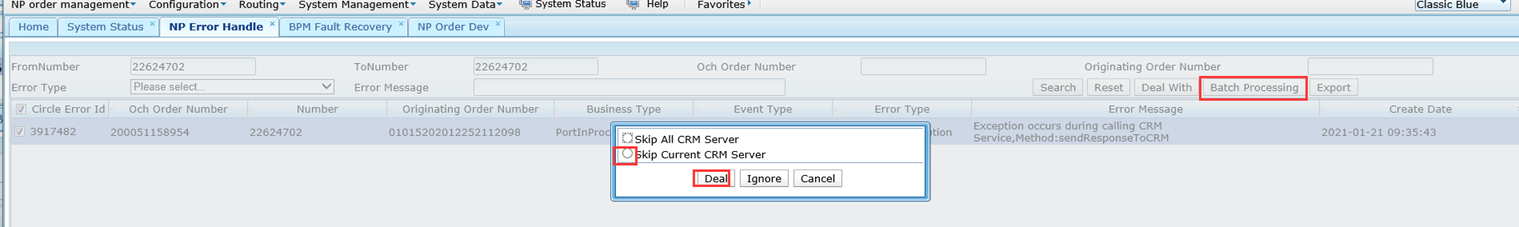 NP order management Configuration Routing System Management System Data System Status Help Favorites Classic Blue
Home System Status NP Error Handle BPM Fault Recovery NP Order Dev
FromNumber 22624702 ToNumber 22624702 Och Order Number Originating Order Number
Error Type Please select... Error Message Search Reset Deal With Batch Processing Export
Circle Error Id Och Order Number Number Originating Order Number Business Type Event Type Error Type Error Message Create Date
3917482 200051158954 22624702 01015202012252112098 PortInProc ption Exception occurs during calling CRM 2021-01-21 09:35:43
Service,Method:sendResponseToCRM
Skip All CRM Server
Skip Current CRM Server
Deal Ignore Cancel